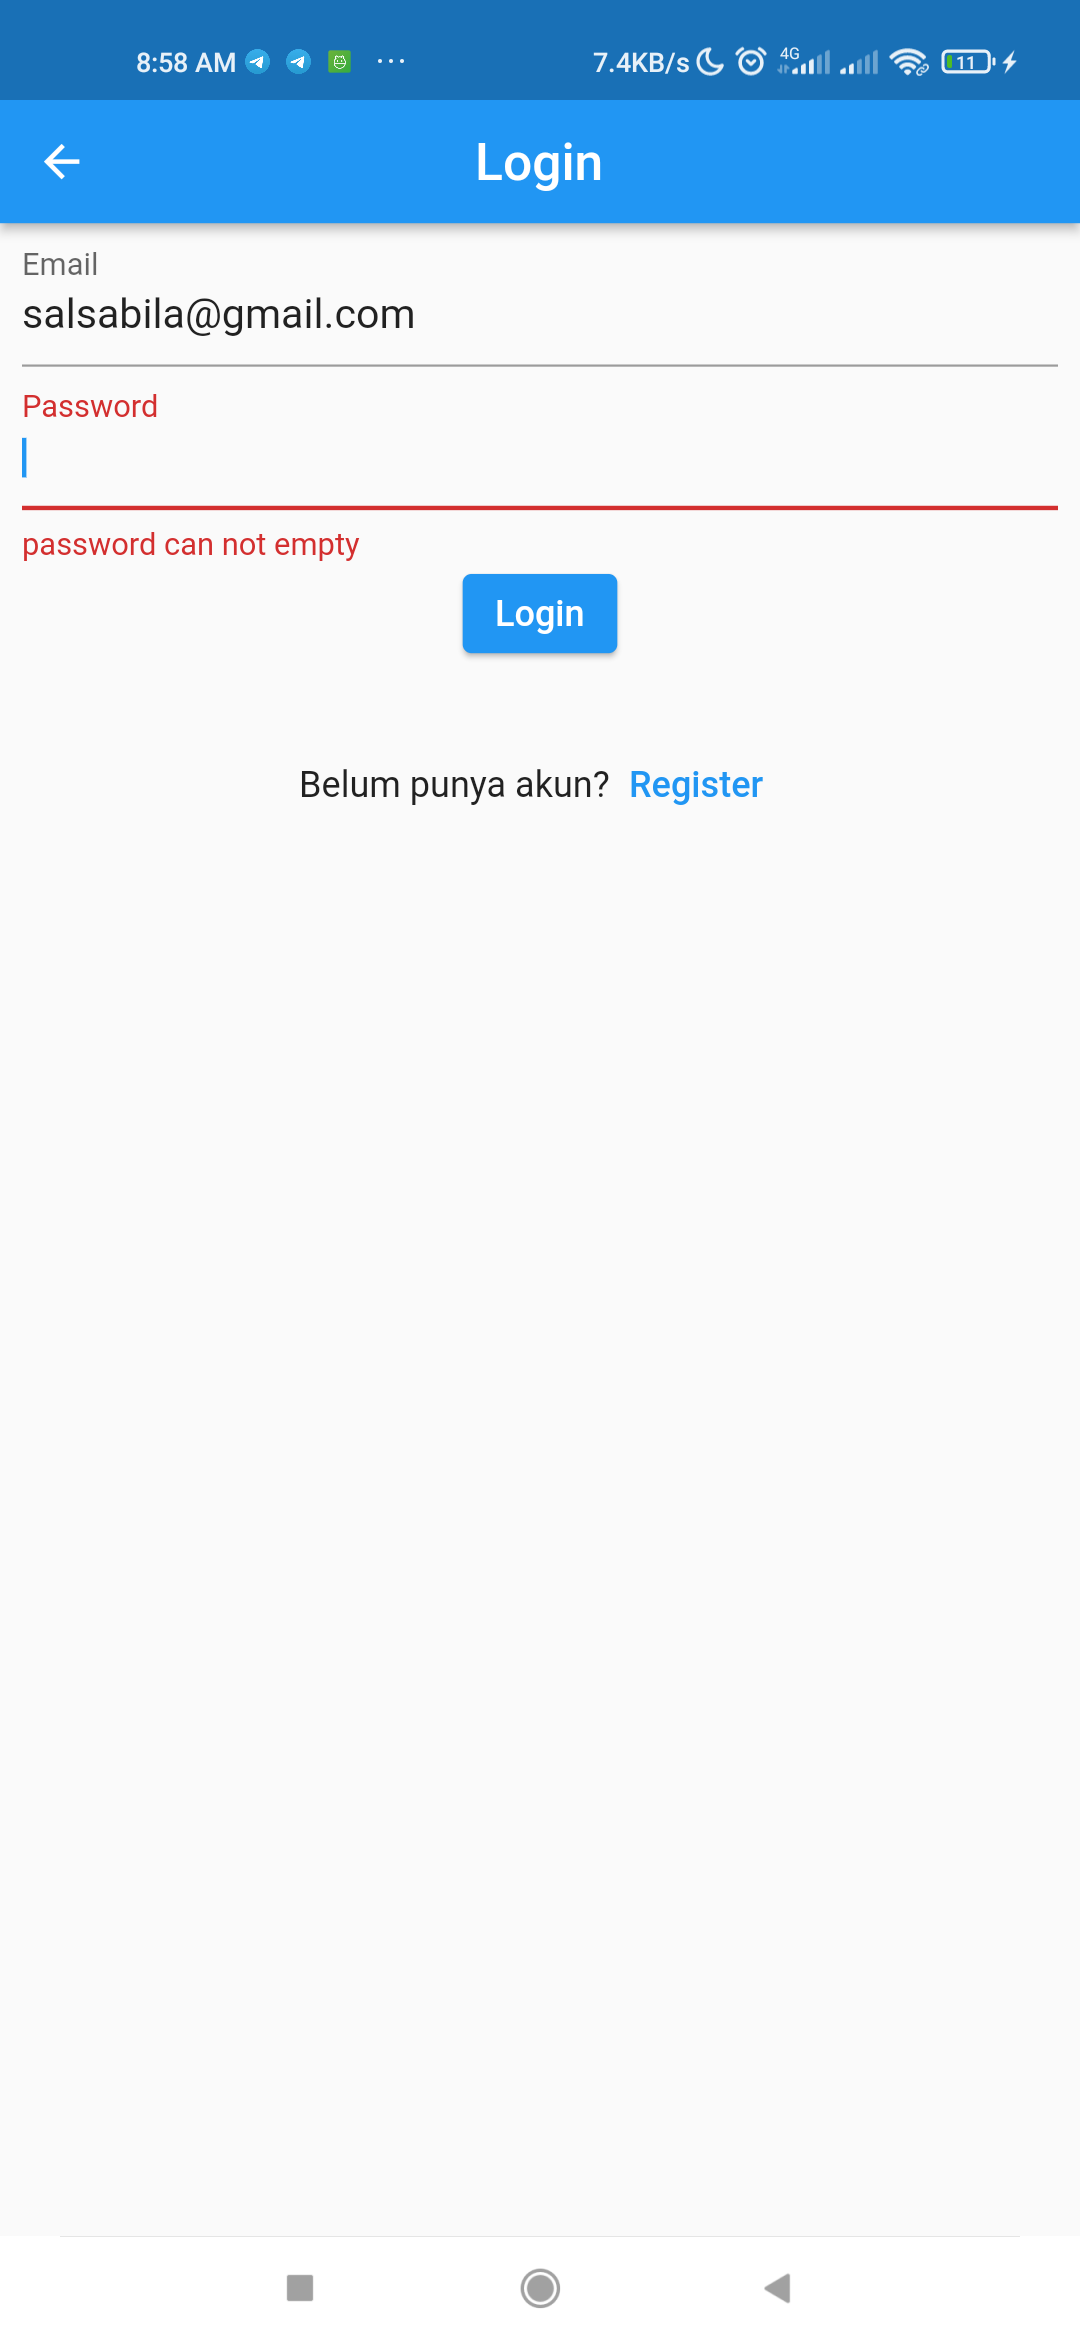 8:58 AM ... 7.4KB/s 4G 11
Login
Email
salsabila@gmail.com
Password
password can not empty
Login
Belum punya akun? Register